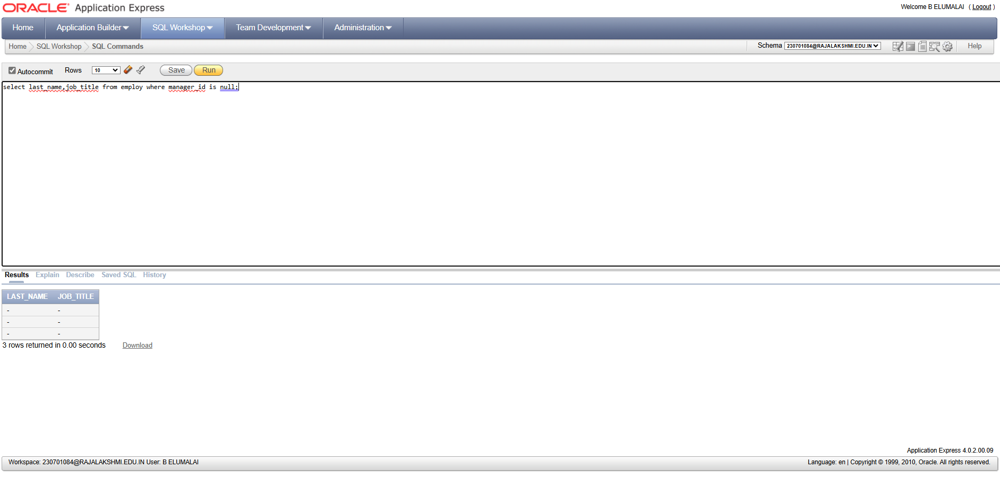 ORACLE Application Express
Welcome B ELUMALAI ( Logout )
Home Application Builder SQL Workshop Team Development Administration
Home SQL Workshop SQL Commands
Schema 230701084@RAJALAKSHMI.EDU.IN Help
Autocommit Rows 10 Save Run
select last_name,job_title from employ where manager_id is null;
Results Explain Describe Saved SQL History
LAST_NAME JOB_TITLE
- -
- -
- -
3 rows returned in 0.00 seconds Download
Application Express 4.0.2.00.09
Workspace: 230701084@RAJALAKSHMI.EDU.IN User: B ELUMALAI
Language: en | Copyright © 1999, 2010, Oracle. All rights reserved.